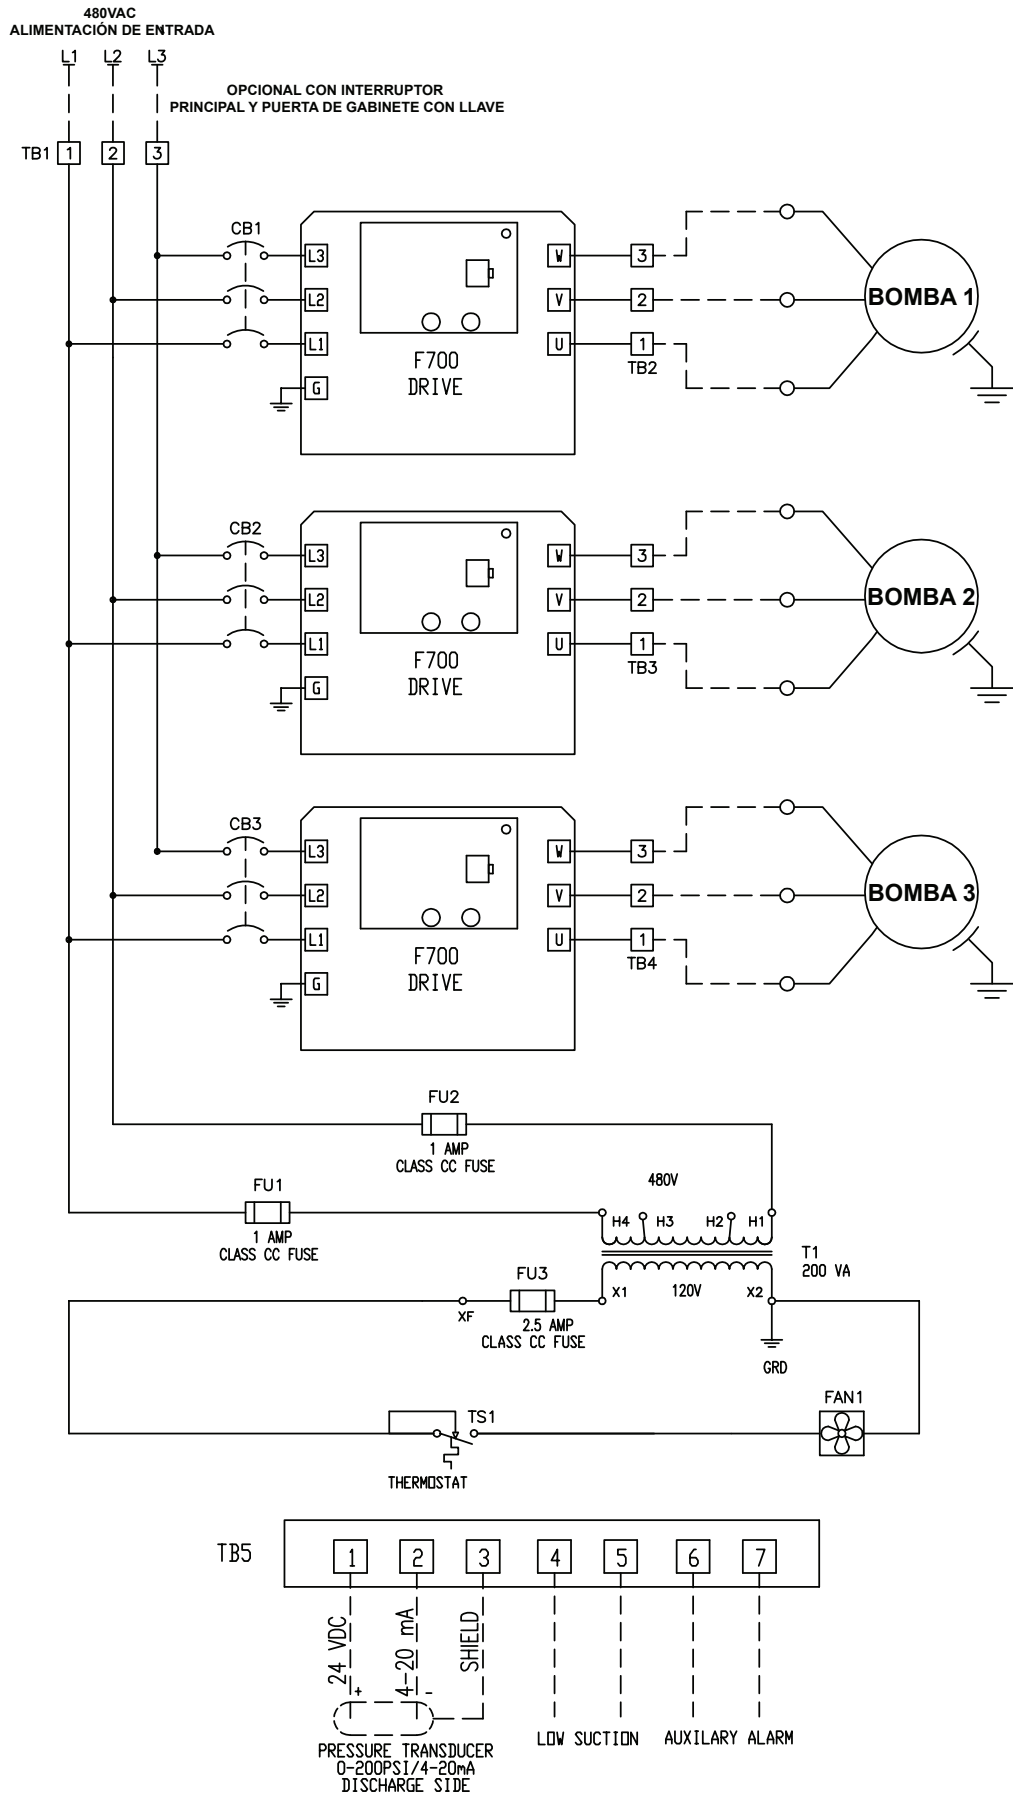 480VAC
ALIMENTACIÓN DE ENTRADA
L1 L2 L3
OPCIONAL CON INTERRUPTOR
PRINCIPAL Y PUERTA DE GABINETE CON LLAVE
TB1 1 2 3
CB1
L3 W 3
L2 V 2 BOMBA 1
L1 U 1
F700 TB2
DRIVE
G
CB2
L3 W 3
L2 V 2 BOMBA 2
L1 U 1
F700 TB3
DRIVE
G
CB3
L3 W 3
L2 V 2 BOMBA 3
L1 U 1
F700 TB4
DRIVE
G
FU2
1 AMP
CLASS CC FUSE
480V
FU1
H4 H3 H2 H1
1 AMP
CLASS CC FUSE
T1
200 VA
FU3
X1 120V X2
XF
2.5 AMP
CLASS CC FUSE
GRD
FAN1
TS1
THERMOSTAT
TB5 1 2 3 4 5 6 7
24 VDC
4-20 mA
SHIELD
+ -
LOW SUCTION AUXILARY ALARM
PRESSURE TRANSDUCER
0-200PSI/4-20mA
DISCHARGE SIDE